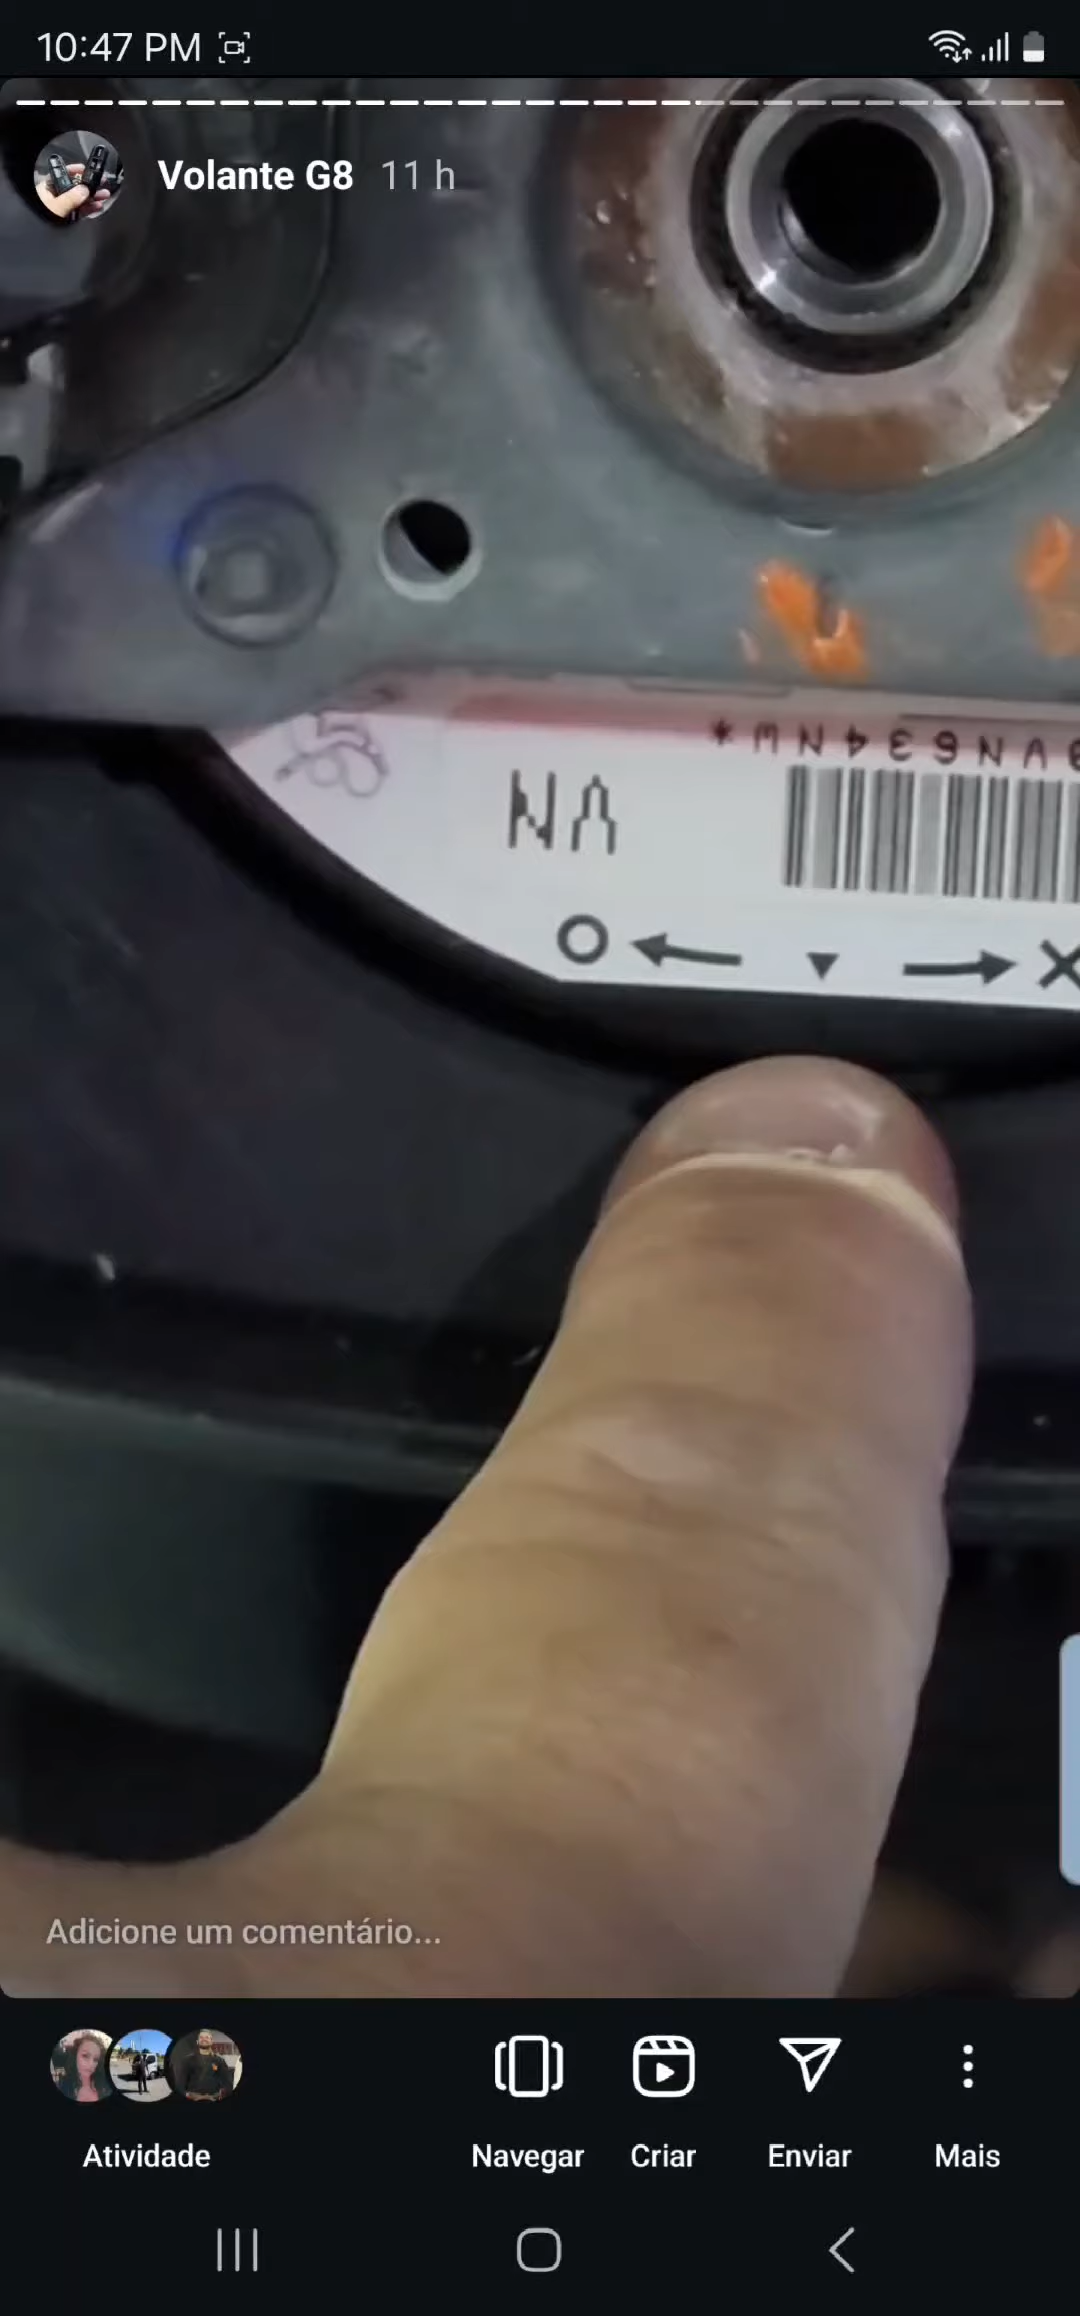 10:47 PM
Volante G8 11 h
NA
Adicione um comentário...
Atividade
Navegar
Criar
Enviar
Mais